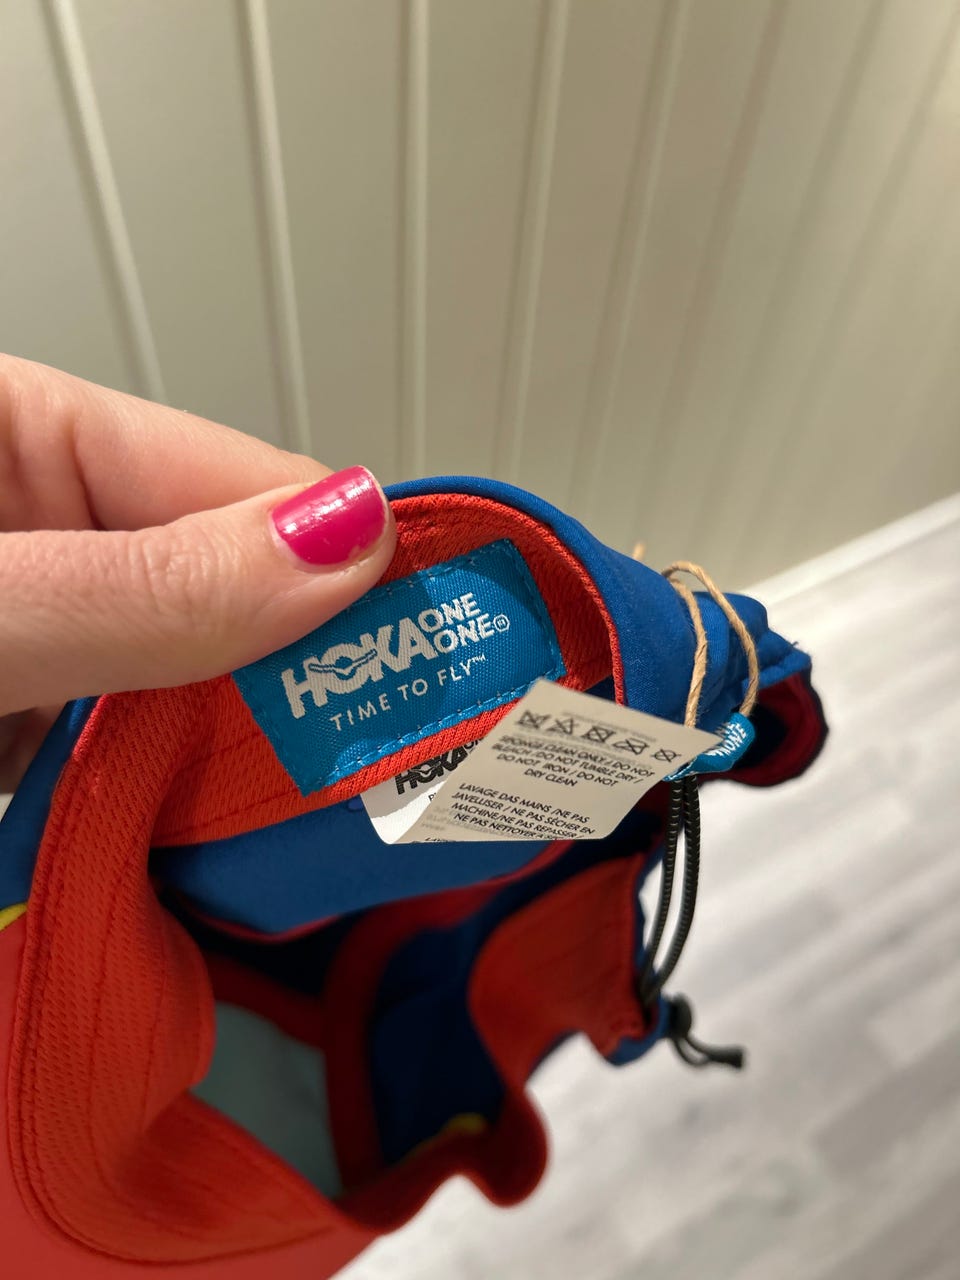 HOKA ONE ONE®
TIME TO FLY™
HOKA
SPONGE CLEAN ONLY / DO NOT
BLEACH / DO NOT TUMBLE DRY /
DO NOT IRON / DO NOT
DRY CLEAN
LAVAGE DAS MAINS /NE PAS
JAVELLISER / NE PAS SÉCHER EN
MACHINE/NE PAS REPASSER /
NE PAS NETTOYER À
ONE